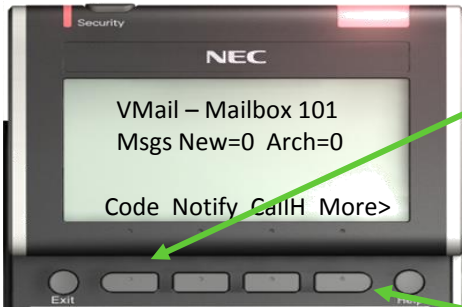 Security
NEC
VMail – Mailbox 101
Msgs New=0 Arch=0
Code Notify CallH More>
Exit
Help